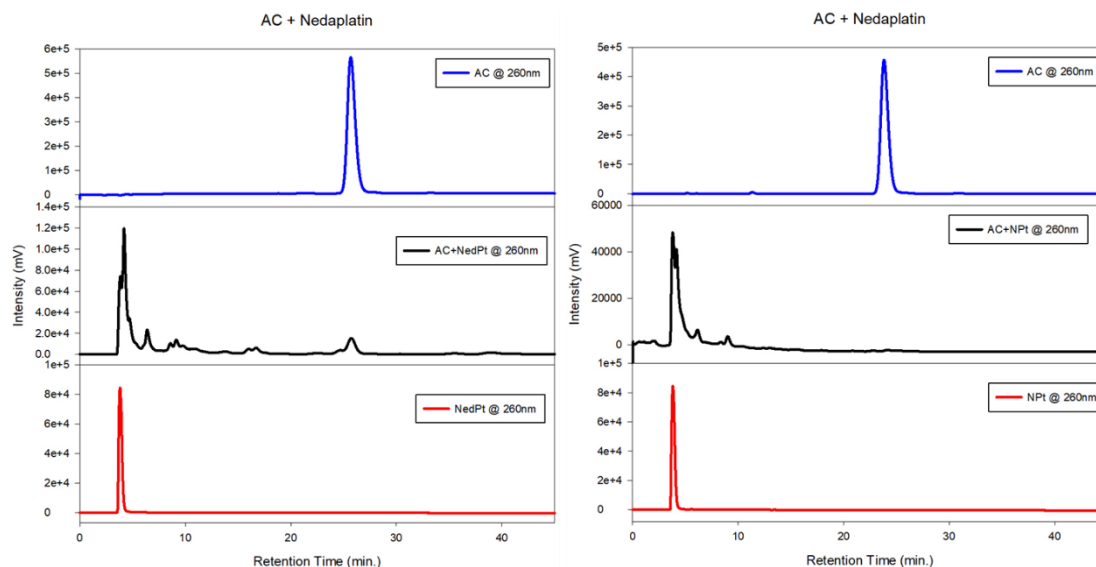 AC + Nedaplatin
6e+5
5e+5
4e+5
3e+5
2e+5
1e+5
0
AC @ 260nm
1.4e+5
1.2e+5
1.0e+5
8.0e+4
6.0e+4
4.0e+4
2.0e+4
0.0
AC+NedPt @ 260nm
1e+5
8e+4
6e+4
4e+4
2e+4
0
NedPt @ 260nm
Intensity (mV)
0 10 20 30 40
Retention Time (min.)
AC + Nedaplatin
5e+5
4e+5
3e+5
2e+5
1e+5
0
AC @ 260nm
60000
40000
20000
0
AC+NPt @ 260nm
1e+5
8e+4
6e+4
4e+4
2e+4
0
NPt @ 260nm
Intensity (mV)
0 10 20 30 40
Retention Time (min.)